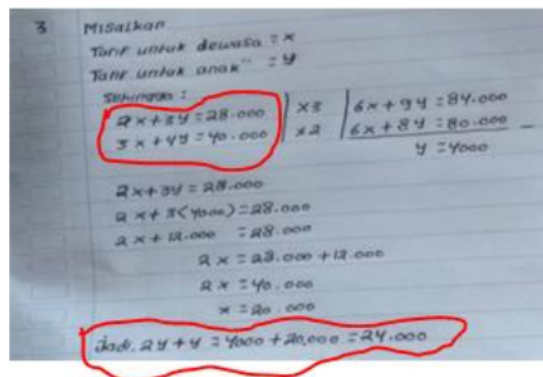 3 Misalkan
Tarif untuk dewasa = x
Tarif untuk anak" = y
Sehingga :
2x + 3y = 28.000 | x3 | 6x + 9y = 84.000
3x + 4y = 40.000 | x2 | 6x + 8y = 80.000 -
y = 4000
2x + 3y = 28.000
2x + 3(4000) = 28.000
2x + 12.000 = 28.000
2x = 28.000 + 12.000
2x = 40.000
x = 20.000
Jadi, 2y + y = 4000 + 20,000 = 24.000